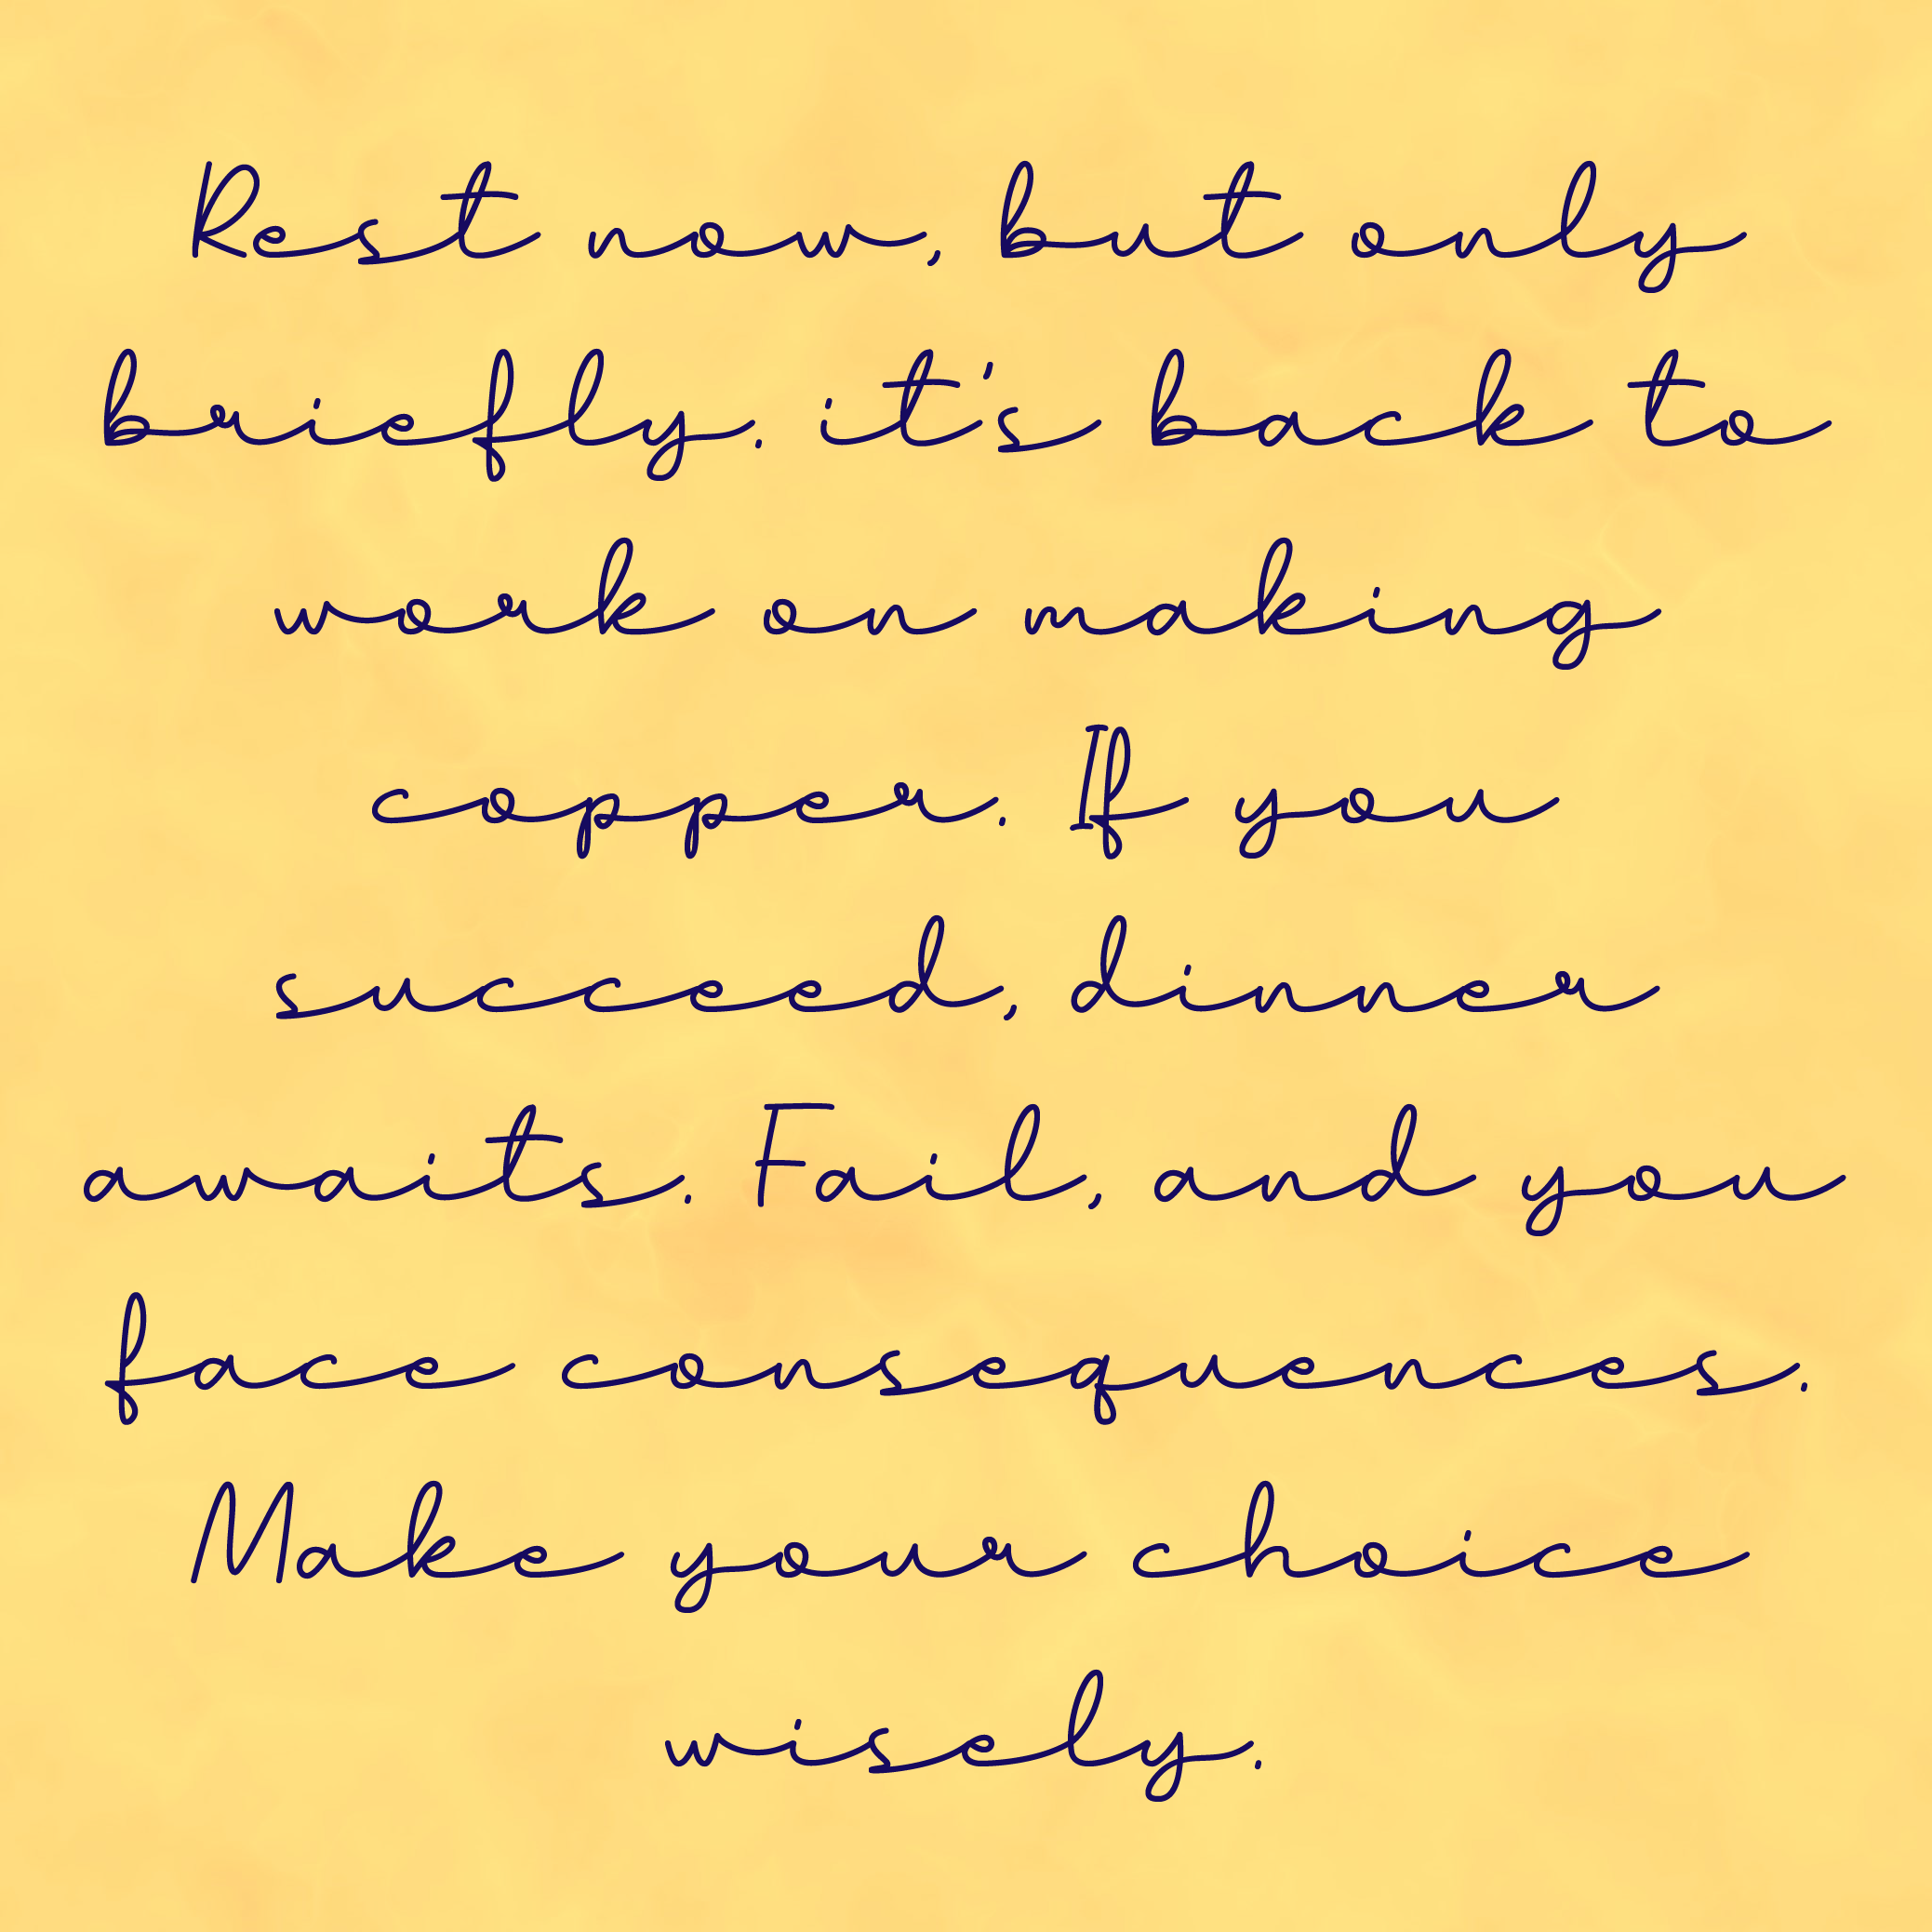 Rest now, but only
briefly. it's back to
work on making
copper. If you
succeed, dinner
awaits. Fail, and you
face consequences.
Make your choice
wisely.